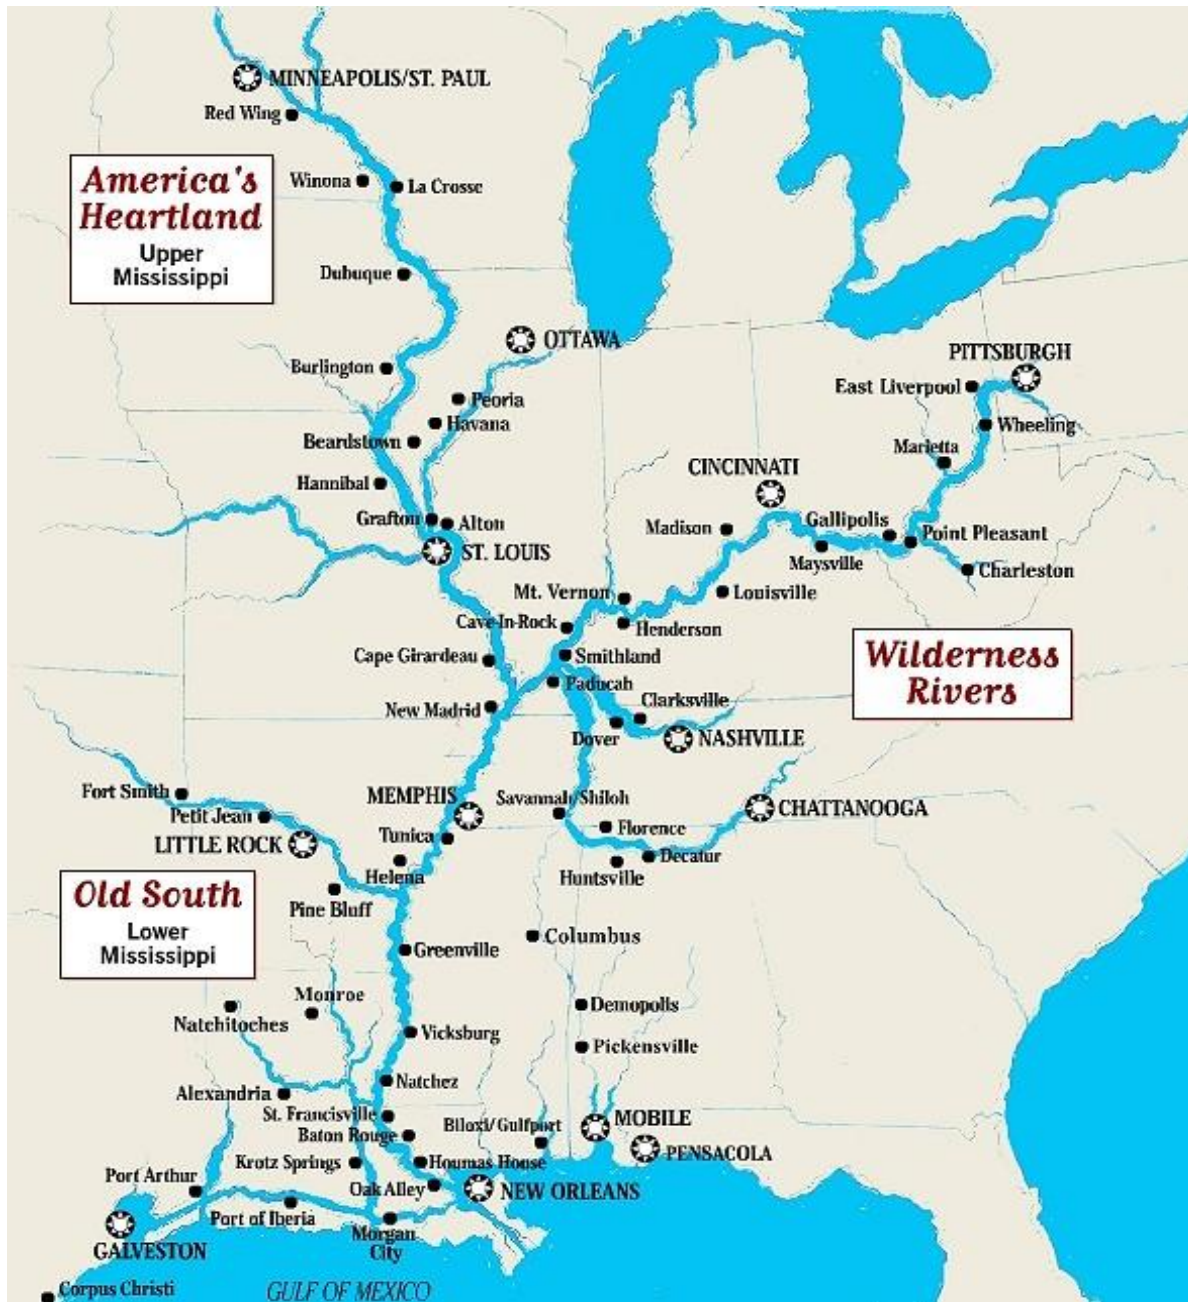 MINNEAPOLIS/ST. PAUL
Red Wing
America's
Heartland
Upper
Mississippi
Winona
La Crosse
Dubuque
OTTAWA
Burlington
PITTSBURGH
East Liverpool
Peoria
Havana
Beardstown
Wheeling
Marietta
CINCINNATI
Hannibal
Grafton
Alton
Madison
Gallipolis
Point Pleasant
ST. LOUIS
Maysville
Charleston
Mt. Vernon
Louisville
Cave-In-Rock
Henderson
Cape Girardeau
Smithland
Wilderness
Rivers
Paducah
Clarksville
New Madrid
Dover
NASHVILLE
Fort Smith
MEMPHIS
Savannah/Shiloh
CHATTANOOGA
Petit Jean
Tunica
Florence
LITTLE ROCK
Decatur
Helena
Huntsville
Old South
Lower
Mississippi
Pine Bluff
Greenville
Columbus
Monroe
Demopolis
Natchitoches
Vicksburg
Pickensville
Natchez
Alexandria
St. Francisville
Biloxi/Gulfport
MOBILE
Baton Rouge
PENSACOLA
Krotz Springs
Houmas House
Port Arthur
Oak Alley
NEW ORLEANS
Port of Iberia
Morgan
City
GALVESTON
Corpus Christi
GULF OF MEXICO